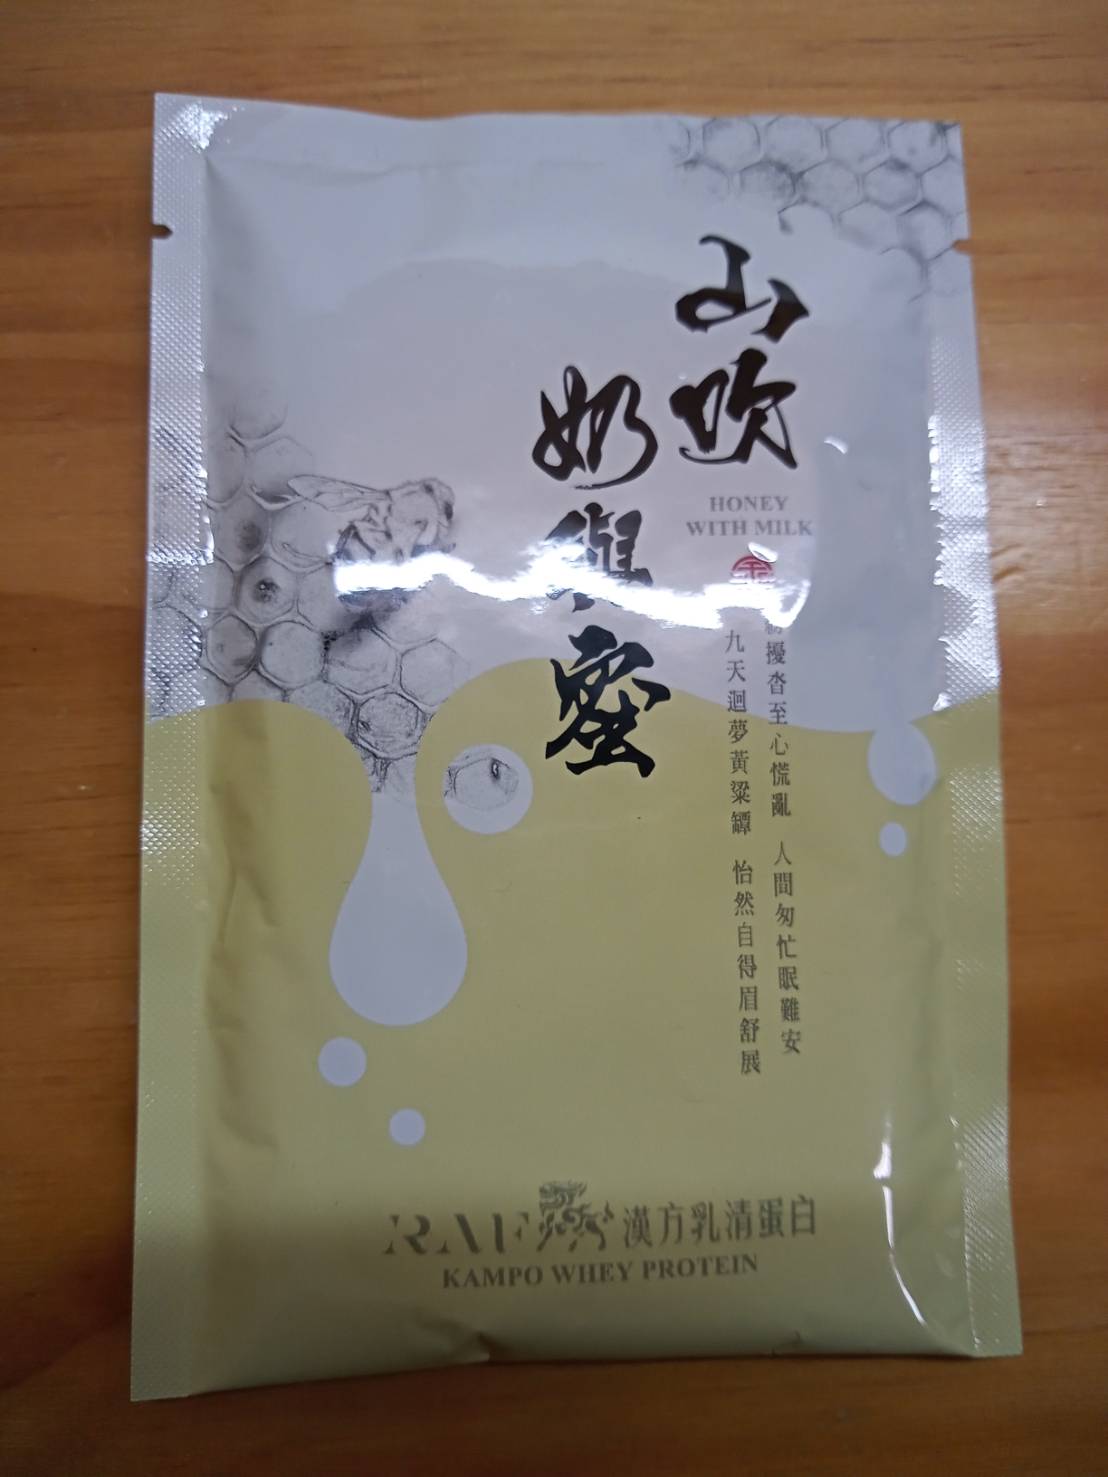 山吹
奶與蜜
HONEY
WITH MILK
擾沓至心慌亂 人間匆忙眠難安
九天迴夢黃粱罈 怡然自得眉舒展
漢方乳清蛋白
KAMPO WHEY PROTEIN